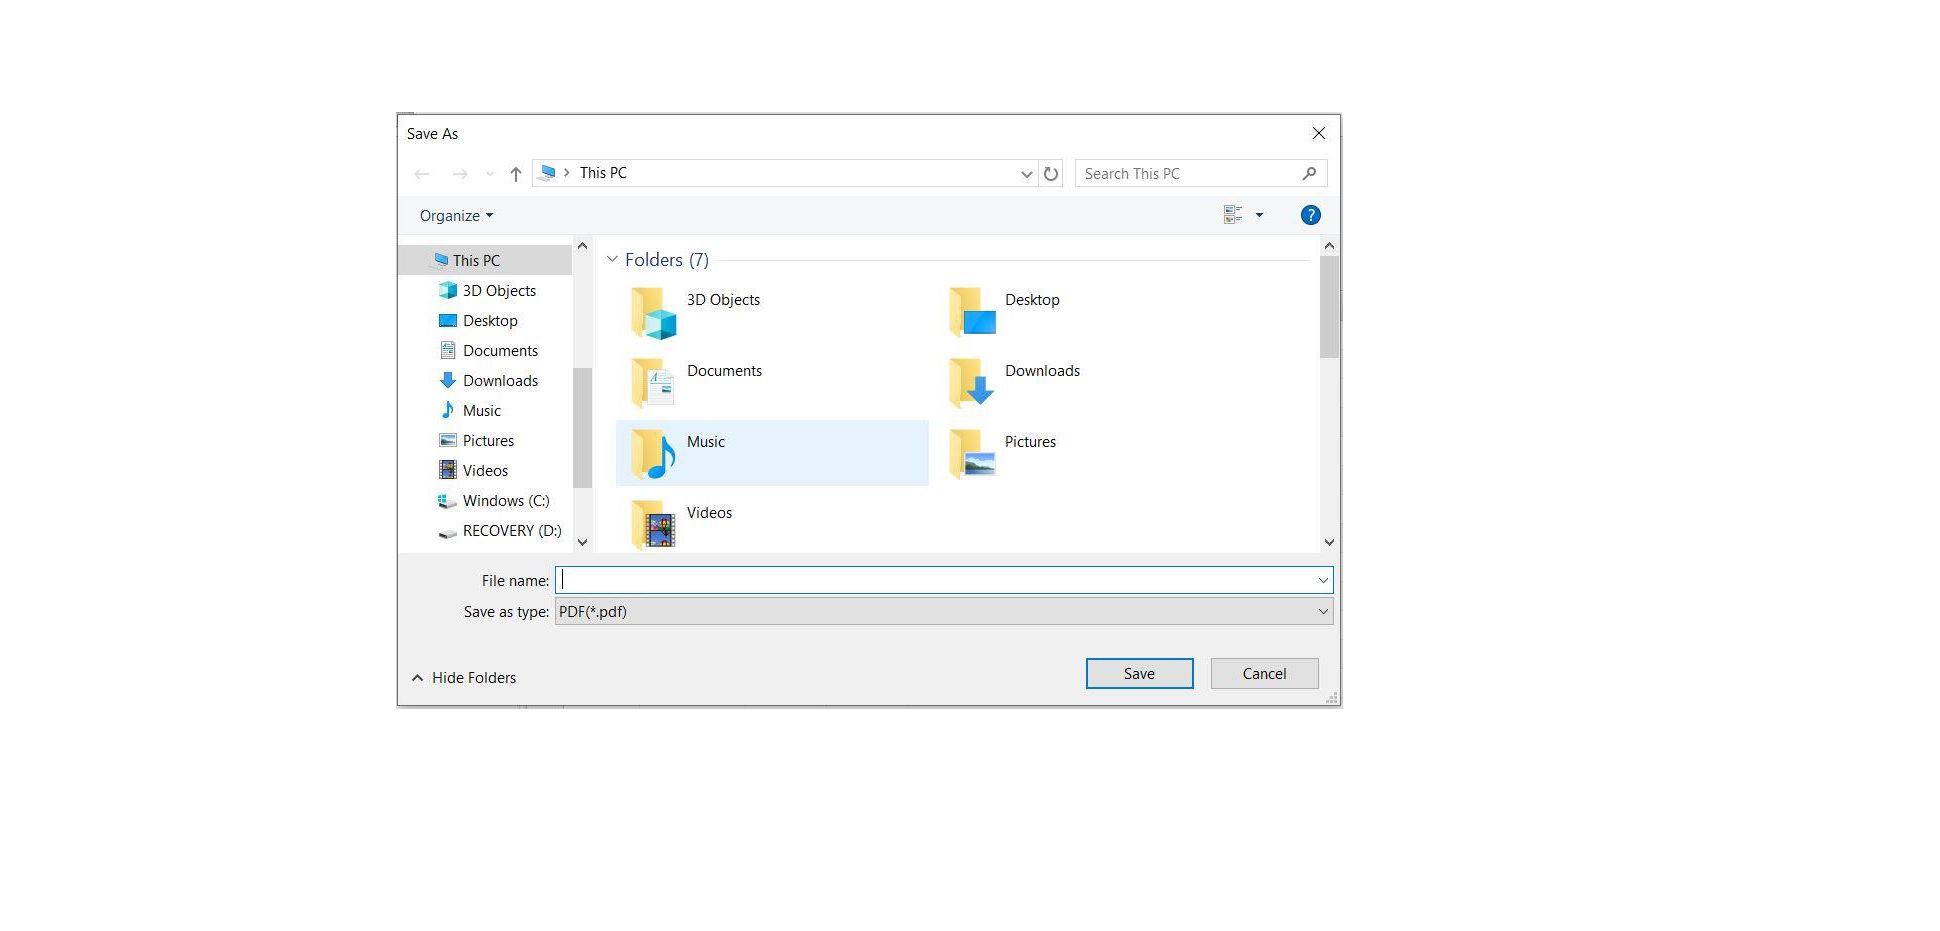 Save As
This PC
Search This PC
Organize
?
This PC
3D Objects
Desktop
Documents
Downloads
Music
Pictures
Videos
Windows (C:)
RECOVERY (D:)
Folders (7)
3D Objects
Desktop
Documents
Downloads
Music
Pictures
Videos
File name:
Save as type: PDF(*.pdf)
Hide Folders
Save
Cancel